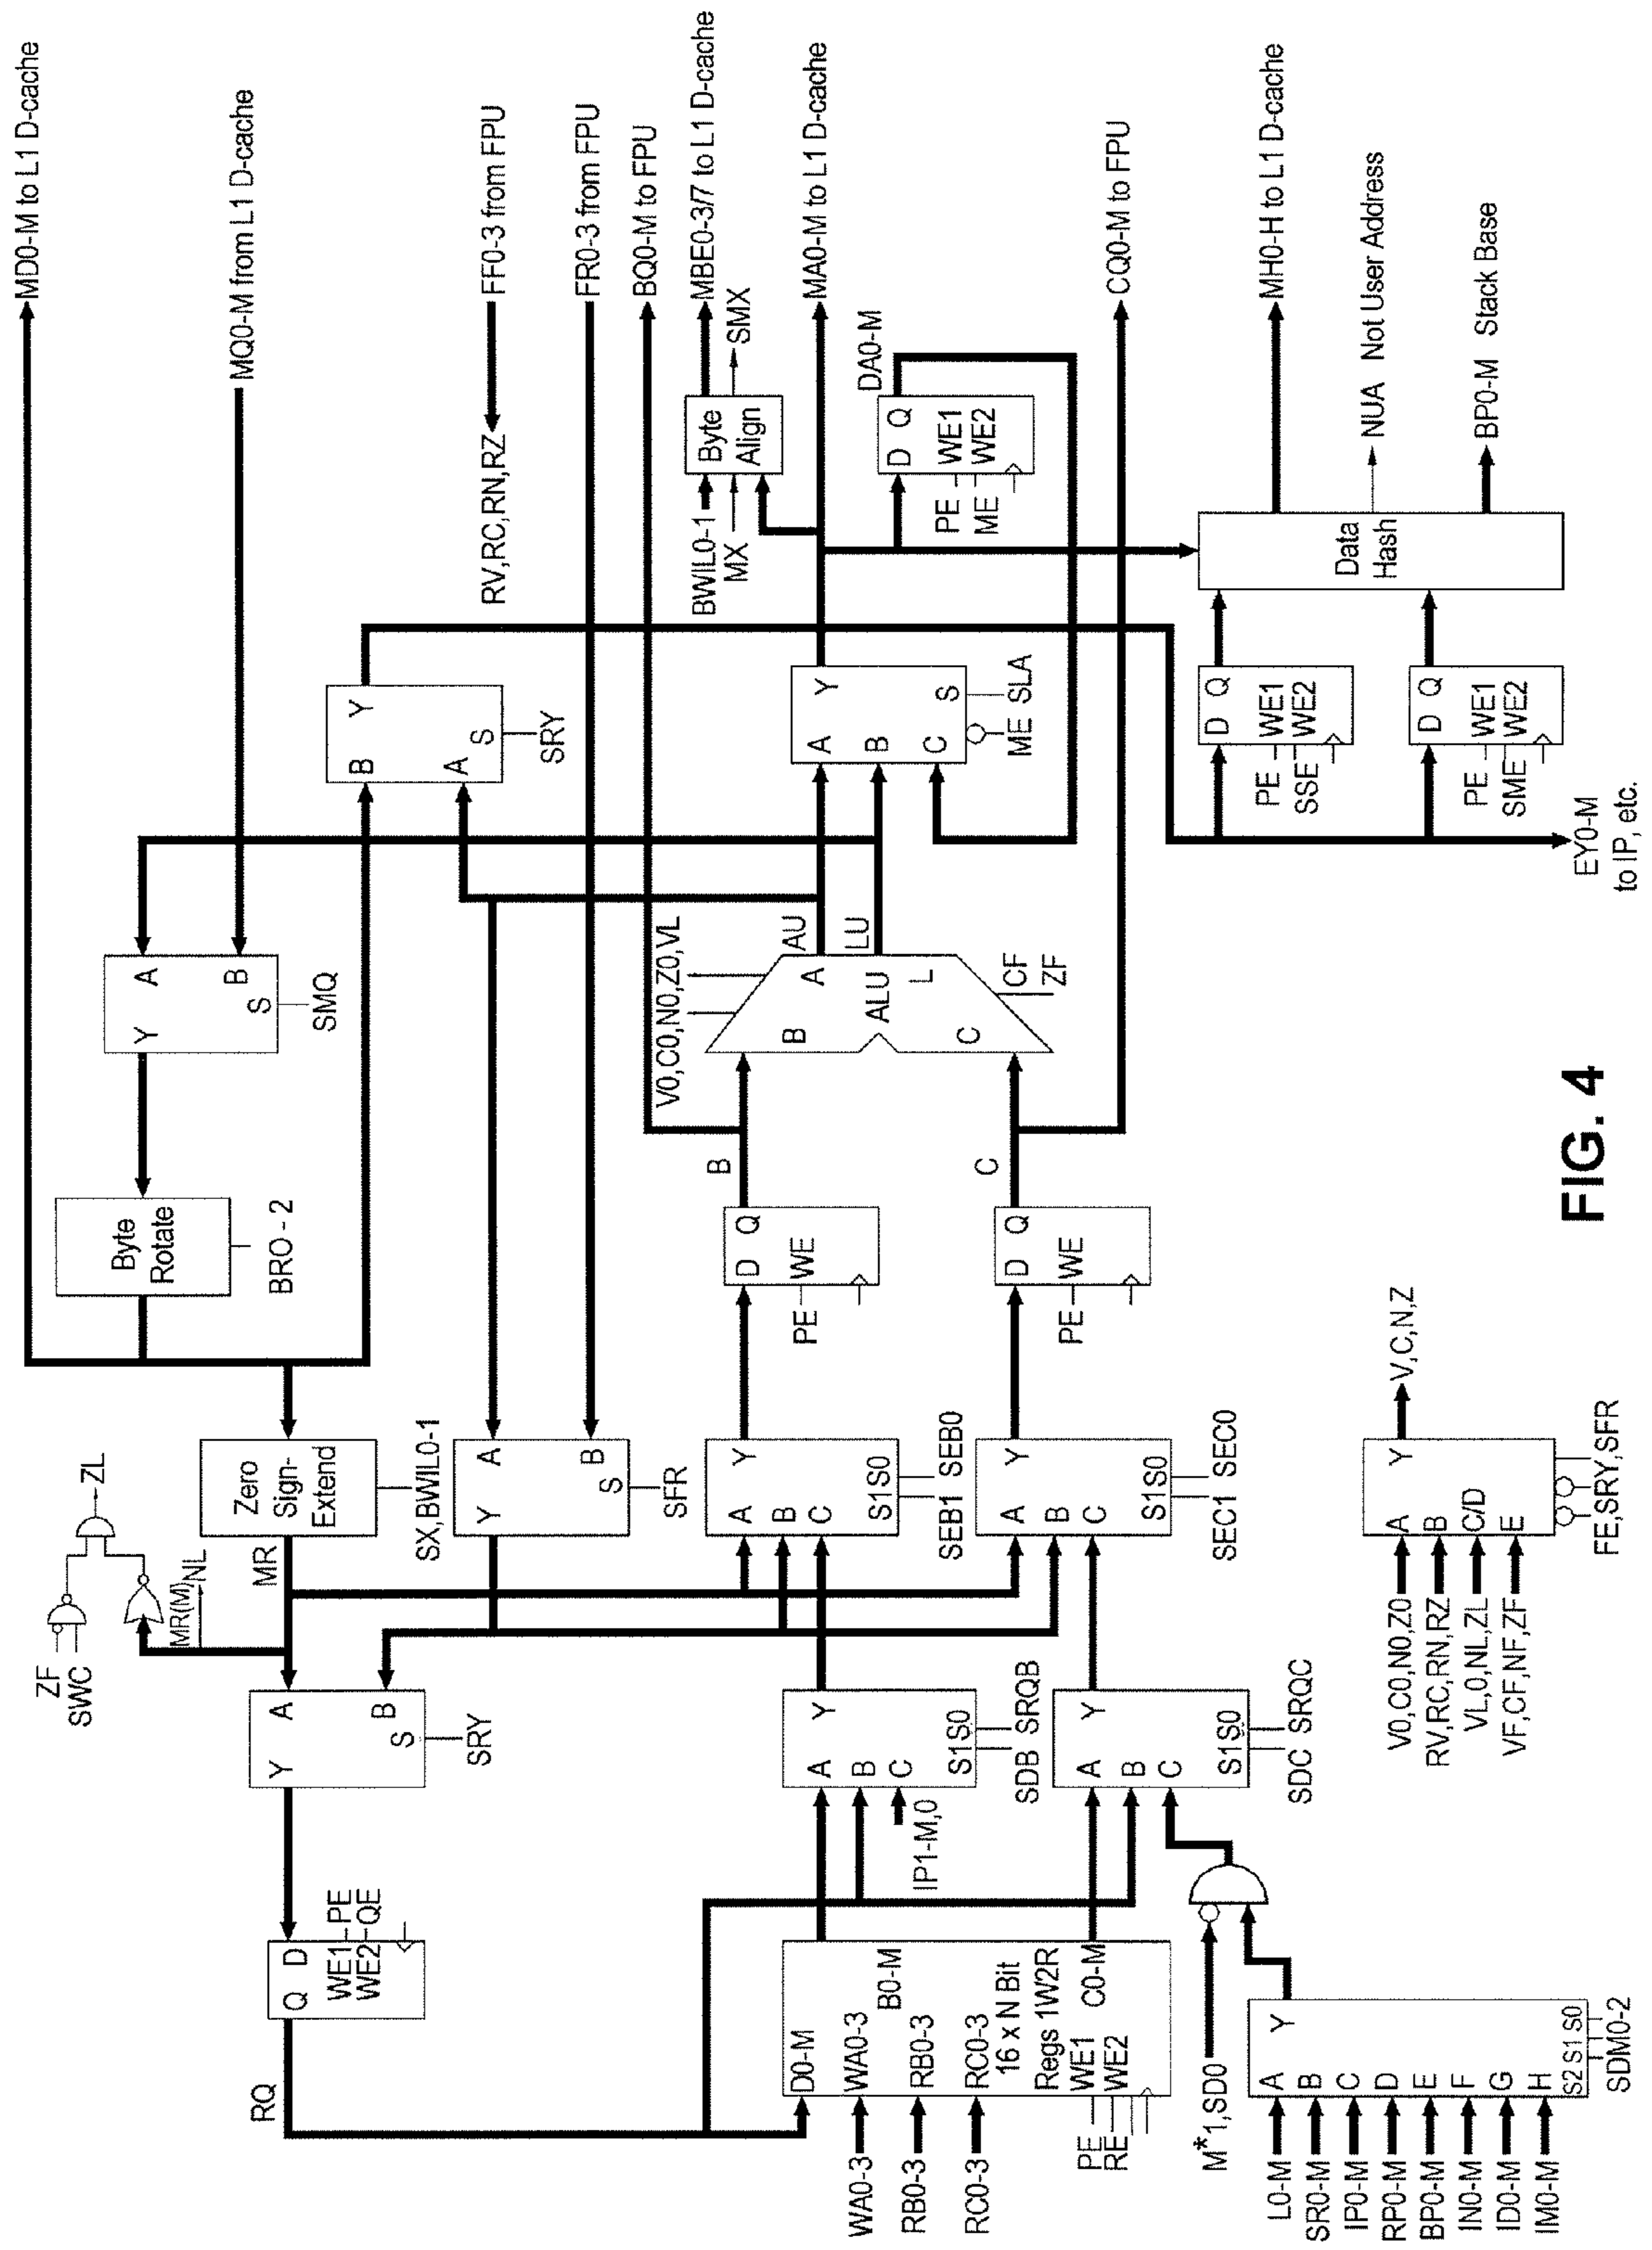 MD0-M to L1 D-cache
MQ0-M from L1 D-cache
FF0-3 from FPU
RV,RC,RN,RZ
FR0-3 from FPU
BQ0-M to FPU
MBE0-3/7 to L1 D-cache
Byte
Align
SMX
BWIL0-1
MX
MA0-M to L1 D-cache
DA0-M
D Q
WE1
WE2
PE
ME
CQ0-M to FPU
MH0-H to L1 D-cache
NUA Not User Address
BP0-M Stack Base
Data
Hash
D Q
WE1
WE2
PE
SSE
D Q
WE1
WE2
PE
SME
EY0-M
to IP, etc.
B Y
A
S
SRY
A Y
B
C S
ME SLA
A
Y B
S
SMQ
Byte
Rotate
BRO - 2
V0,C0,N0,Z0,VL
AU
LU
B A
ALU
C L
CF
ZF
B
D Q
WE
PE
C
D Q
WE
PE
Zero
Sign-
Extend
SX,BWIL0-1
ZL
ZF
SWC
MR(M)
NL
MR
Y A
B
S
SFR
A Y
B
C
S1S0
SEB1 SEB0
A Y
B
C
S1S0
SEC1 SEC0
Y A
B
S
SRY
A Y
B
C
S1S0
SDB SRQB
IP1-M,0
A Y
B
C
S1S0
SDC SRQC
Q D
WE1 PE
WE2 QE
RQ
D0-M
WA0-3
B0-M
RB0-3
RC0-3
16 x N Bit
Regs 1W2R
WE1 C0-M
WE2
WA0-3
RB0-3
RC0-3
PE
RE
M*1,SD0
L0-M A Y
SR0-M B
IP0-M C
RP0-M D
BP0-M E
IN0-M F
ID0-M G
IM0-M H
S2 S1 S0
SDM0-2
V0,C0,N0,Z0 A Y
RV,RC,RN,RZ B
VL,0,NL,ZL C/D
VF,CF,NF,ZF E
V,C,N,Z
FE,SRY,SFR
FIG. 4